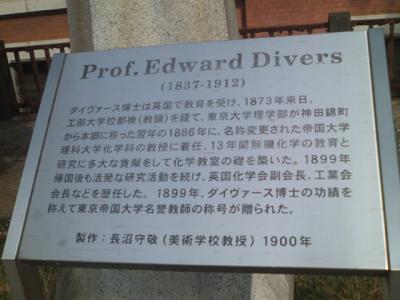 Prof. Edward Divers
(1837-1912)
ダイヴァース博士は英国で教育を受け、1873年来日、
工部大学校都検（教頭）を経て、東京大学理学部が神田錦町
から本郷に移った翌年の1886年に、名称変更された帝国大学
理科大学化学科の教授に着任、13年間無機化学の教育と
研究に多大な貢献をして化学教室の礎を築いた。1899年
帰国後も活発な研究活動を続け、英国化学会副会長、工業会
会長などを歴任した。1899年、ダイヴァース博士の功績を
称えて東京帝国大学名誉教師の称号が贈られた。
製作：長沼守敬（美術学校教授）1900年